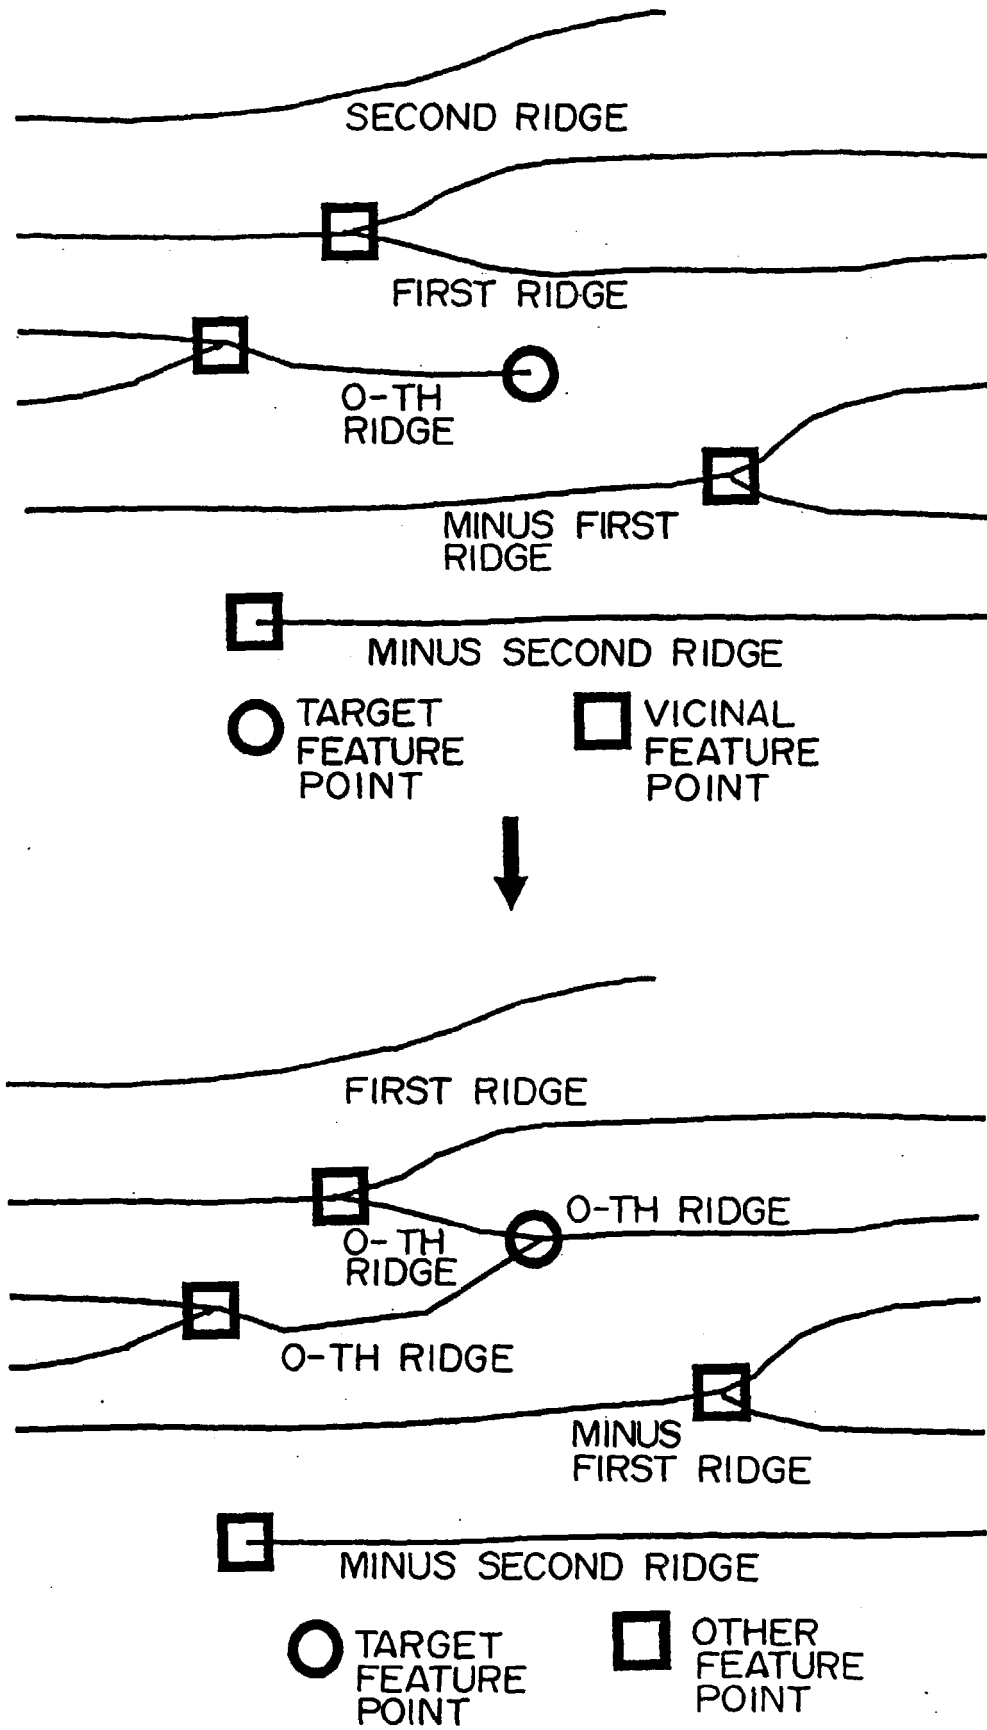 SECOND RIDGE
FIRST RIDGE
O-TH
RIDGE
MINUS FIRST
RIDGE
MINUS SECOND RIDGE
TARGET
FEATURE
POINT
VICINAL
FEATURE
POINT
FIRST RIDGE
O-TH RIDGE
O-TH
RIDGE
O-TH RIDGE
MINUS
FIRST RIDGE
MINUS SECOND RIDGE
TARGET
FEATURE
POINT
OTHER
FEATURE
POINT